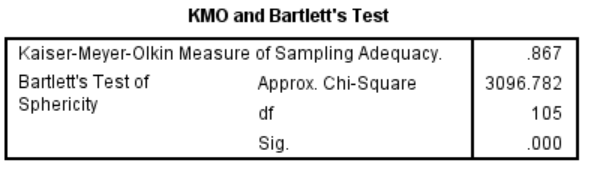 KMO and Bartlett's Test
Kaiser-Meyer-Olkin Measure of Sampling Adequacy. .867
Bartlett's Test of Approx. Chi-Square 3096.782
Sphericity
df 105
Sig. .000